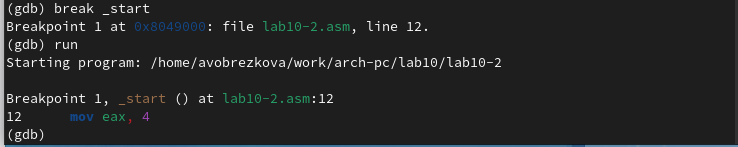 (gdb) break _start
Breakpoint 1 at 0x8049000: file lab10-2.asm, line 12.
(gdb) run
Starting program: /home/avobrezkova/work/arch-pc/lab10/lab10-2
Breakpoint 1, _start () at lab10-2.asm:12
12      mov eax, 4
(gdb)